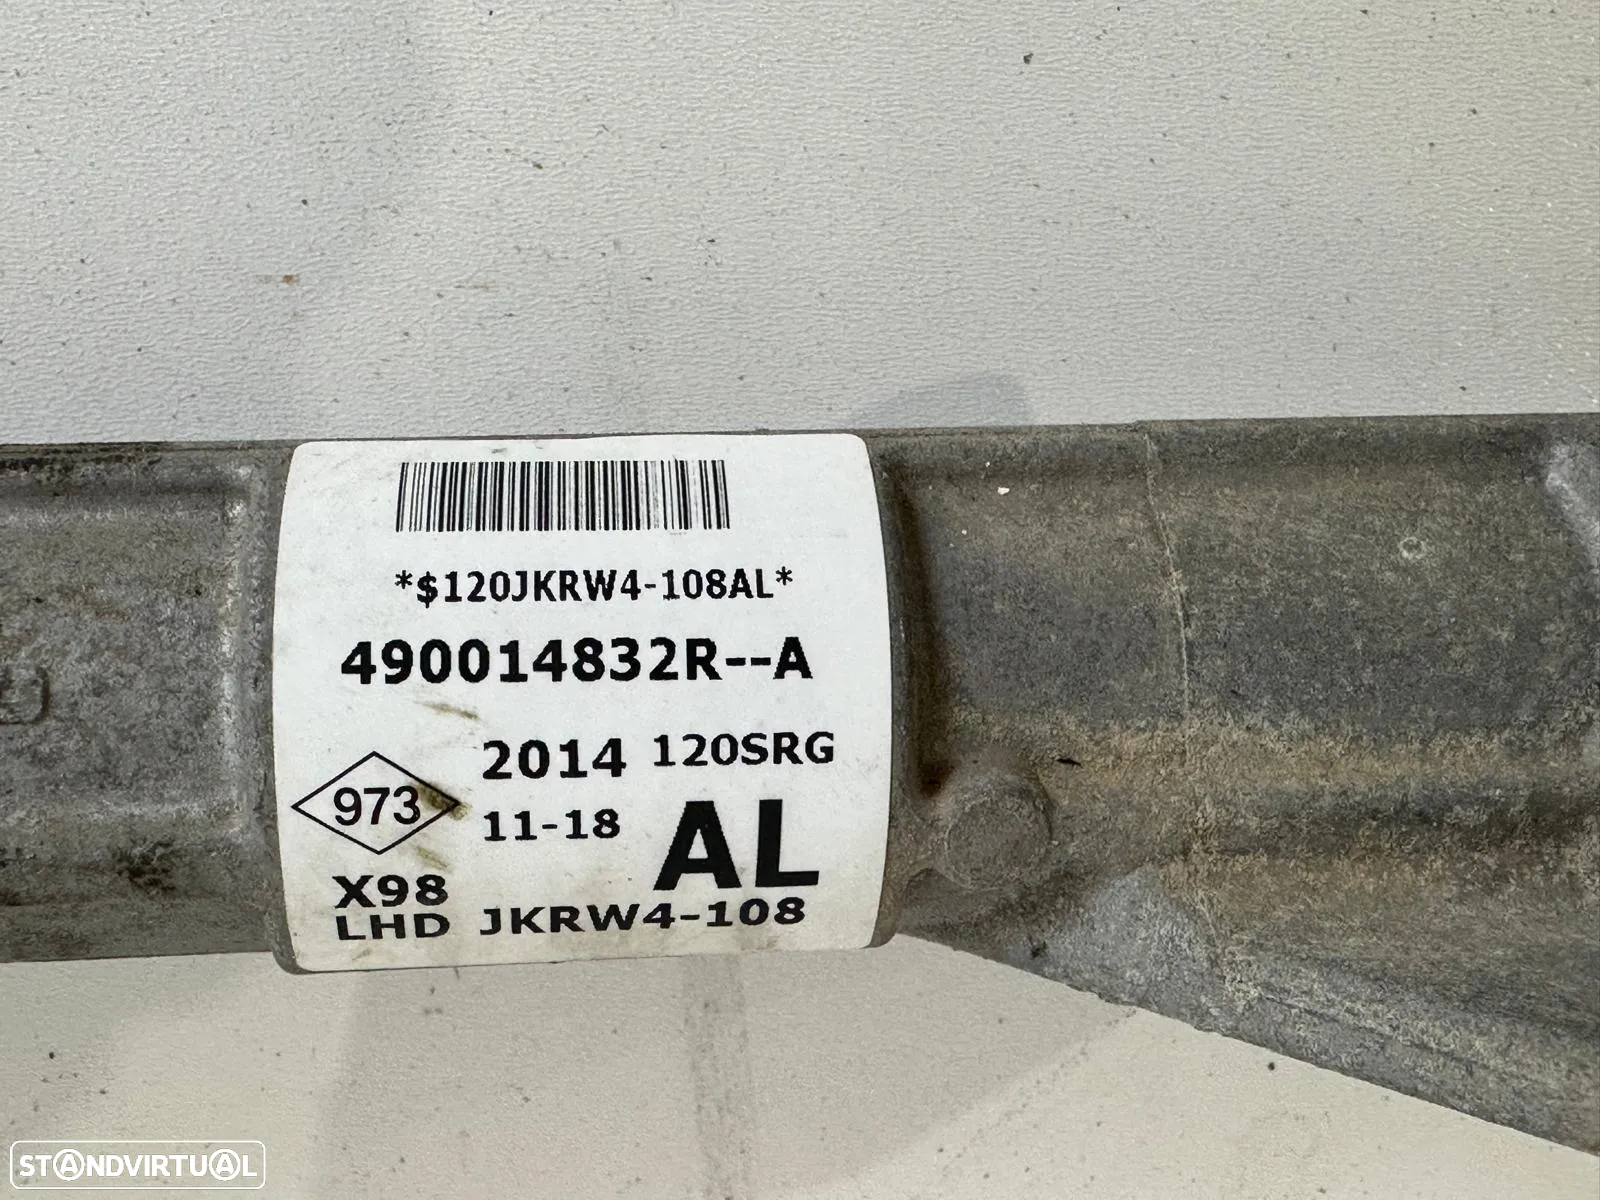 *$120JKRW4-108AL*
490014832R--A
2014 120SRG
973 11-18 AL
X98
LHD JKRW4-108
STANDVIRTUAL